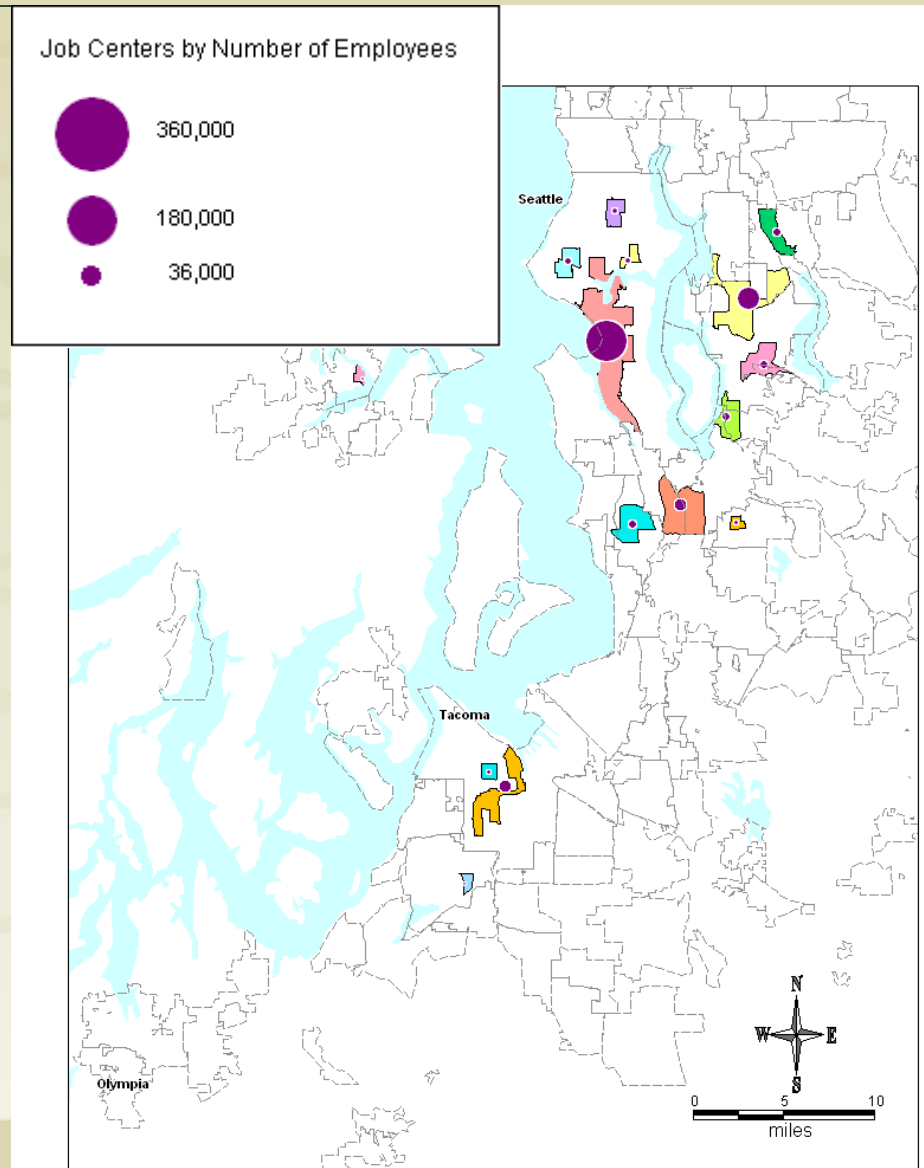 Job Centers by Number of Employees
360,000
180,000
36,000
Seattle
Tacoma
Olympia
N
W E
S
0 5 10
miles